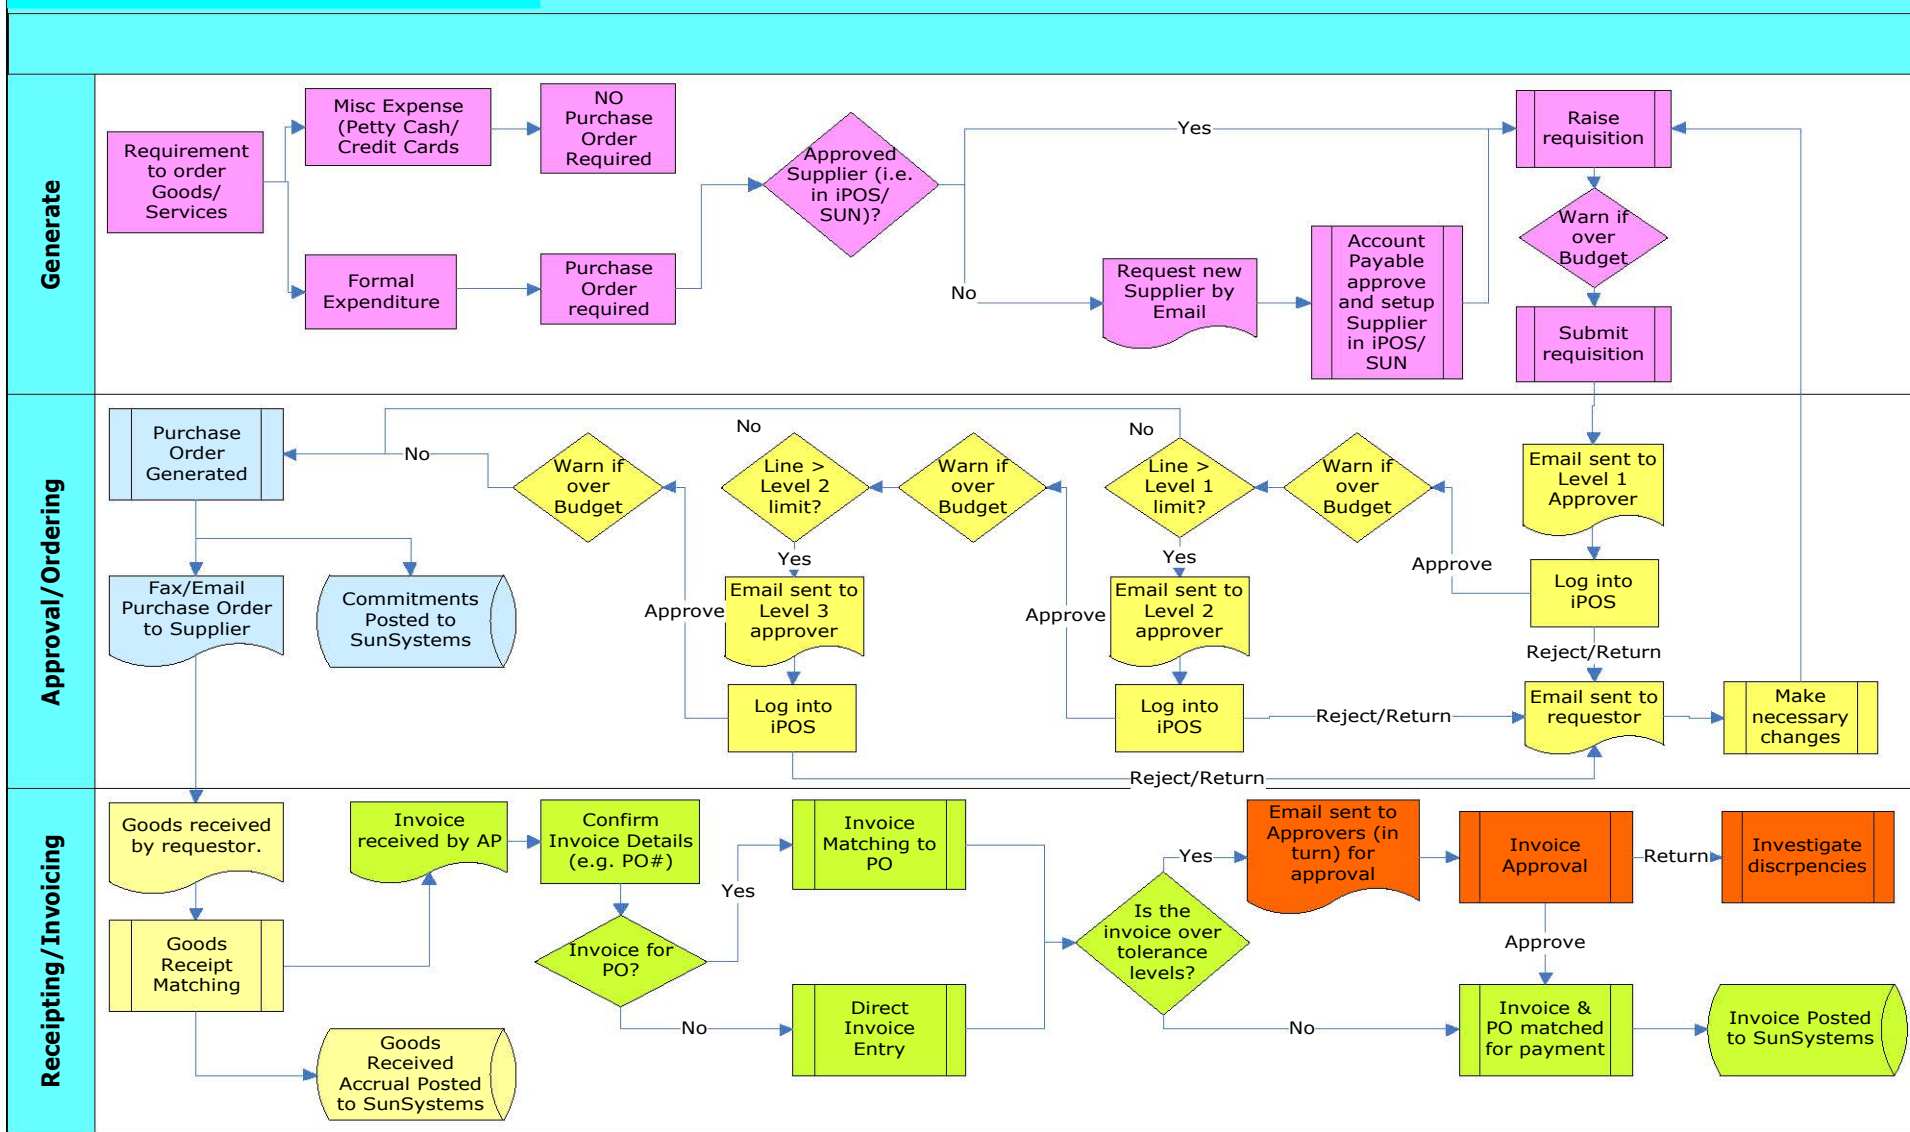 Generate
Requirement
to order
Goods/
Services
Misc Expense
(Petty Cash/
Credit Cards
NO
Purchase
Order
Required
Formal
Expenditure
Purchase
Order
required
Approved
Supplier (i.e.
in iPOS/
SUN)?
Yes
No
Request new
Supplier by
Email
Account
Payable
approve
and setup
Supplier
in iPOS/
SUN
Raise
requisition
Warn if
over
Budget
Submit
requisition
Approval/Ordering
Purchase
Order
Generated
No
Warn if
over
Budget
No
Line >
Level 2
limit?
Warn if
over
Budget
No
Line >
Level 1
limit?
Warn if
over
Budget
Email sent to
Level 1
Approver
Yes
Yes
Approve
Log into
iPOS
Fax/Email
Purchase Order
to Supplier
Commitments
Posted to
SunSystems
Approve
Email sent to
Level 3
approver
Approve
Email sent to
Level 2
approver
Reject/Return
Log into
iPOS
Log into
iPOS
Reject/Return
Email sent to
requestor
Make
necessary
changes
Reject/Return
Receipting/Invoicing
Goods received
by requestor.
Invoice
received by AP
Confirm
Invoice Details
(e.g. PO#)
Yes
Invoice
Matching to
PO
Yes
Email sent to
Approvers (in
turn) for
approval
Invoice
Approval
Return
Investigate
discrpencies
Goods
Receipt
Matching
Invoice for
PO?
Is the
invoice over
tolerance
levels?
Approve
No
Direct
Invoice
Entry
No
Invoice &
PO matched
for payment
Invoice Posted
to SunSystems
Goods
Received
Accrual Posted
to SunSystems